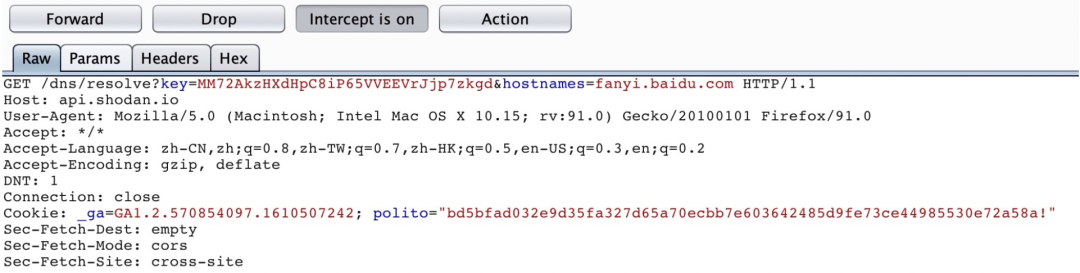 Forward Drop Intercept is on Action
Raw Params Headers Hex
GET /dns/resolve?key=MM72AkzHXdHpC8iP65VVEEVrJjp7zkgd&hostnames=fanyi.baidu.com HTTP/1.1
Host: api.shodan.io
User-Agent: Mozilla/5.0 (Macintosh; Intel Mac OS X 10.15; rv:91.0) Gecko/20100101 Firefox/91.0
Accept: */*
Accept-Language: zh-CN,zh;q=0.8,zh-TW;q=0.7,zh-HK;q=0.5,en-US;q=0.3,en;q=0.2
Accept-Encoding: gzip, deflate
DNT: 1
Connection: close
Cookie: _ga=GA1.2.570854097.1610507242; polito="bd5bfad032e9d35fa327d65a70ecbb7e603642485d9fe73ce44985530e72a58a!"
Sec-Fetch-Dest: empty
Sec-Fetch-Mode: cors
Sec-Fetch-Site: cross-site